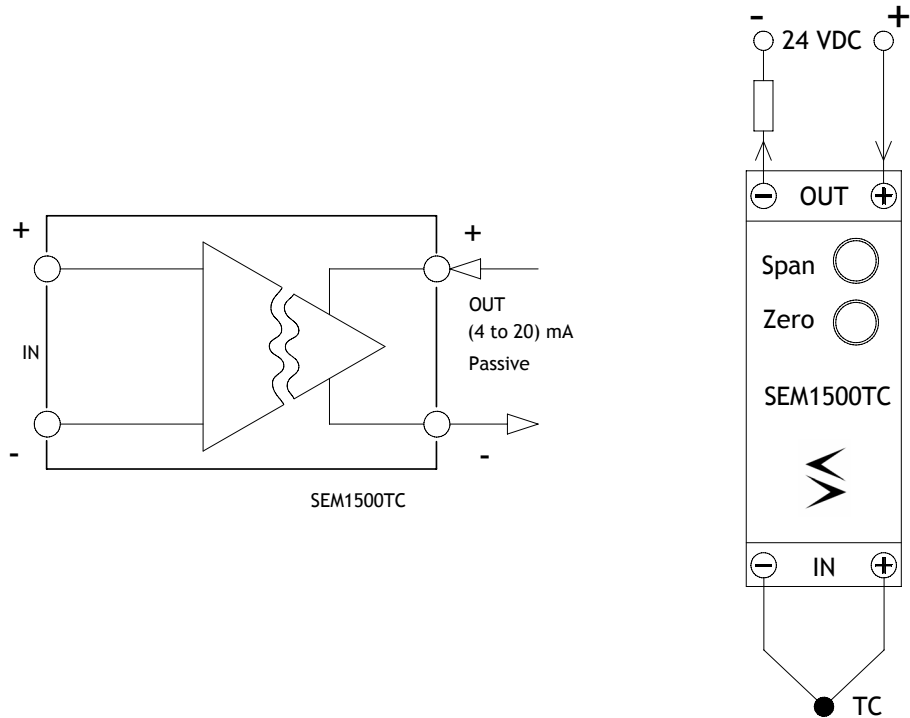 +
+
IN
OUT
(4 to 20) mA
Passive
-
-
SEM1500TC
- 24 VDC +
- OUT +
Span
Zero
SEM1500TC
- IN +
TC